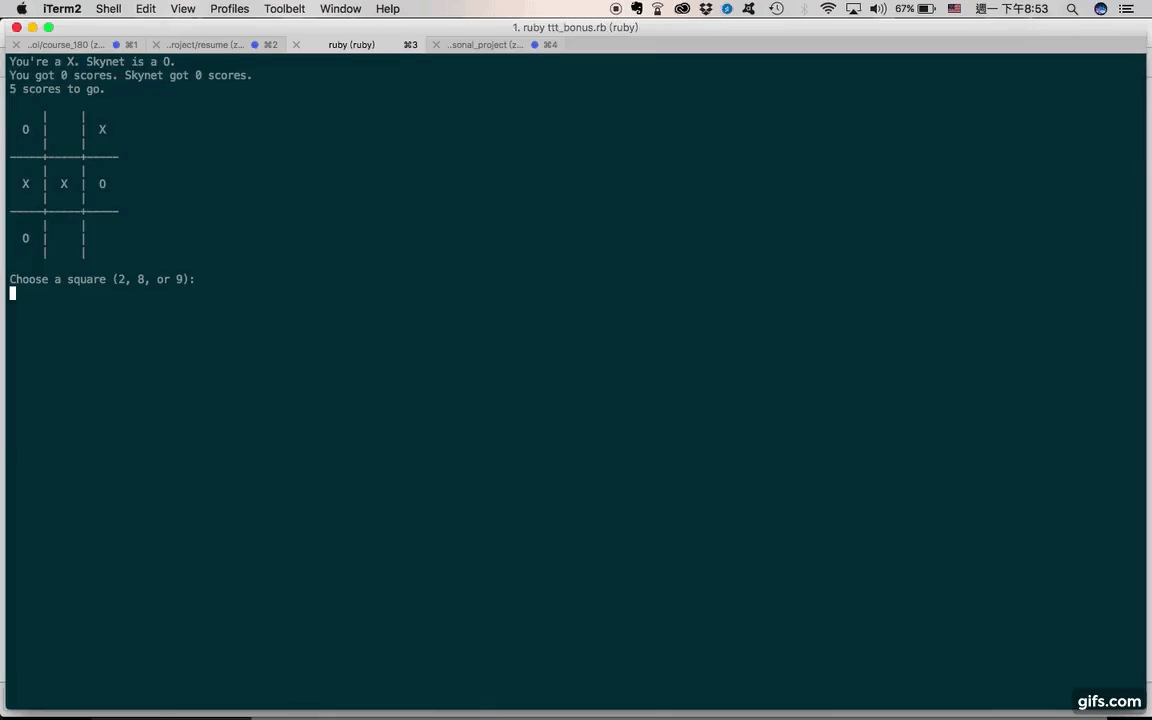 iTerm2 Shell Edit View Profiles Toolbelt Window Help 67% 週一 下午8:53
1. ruby ttt_bonus.rb (ruby)
..ol/course_180 (z... ⌘1 ..roject/resume (z... ⌘2 ruby (ruby) ⌘3 ..sonal_project (z... ⌘4
You're a X. Skynet is a O.
You got 0 scores. Skynet got 0 scores.
5 scores to go.
O | | X
X | X | O
O | |
Choose a square (2, 8, or 9):
gifs.com